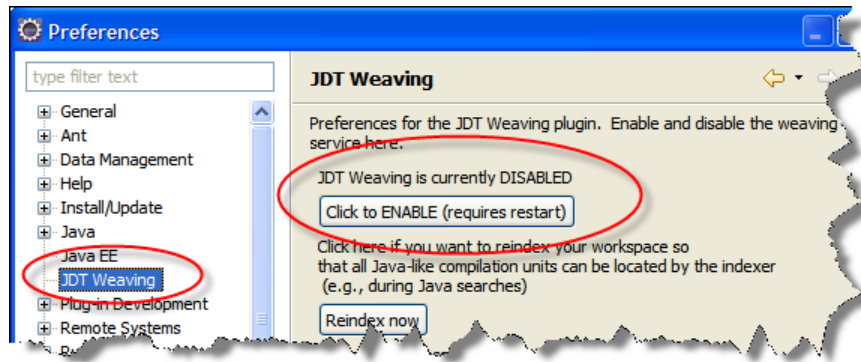 Preferences
type filter text
General
Ant
Data Management
Help
Install/Update
Java
Java EE
JDT Weaving
Plug-in Development
Remote Systems
JDT Weaving
Preferences for the JDT Weaving plugin. Enable and disable the weaving
service here.
JDT Weaving is currently DISABLED
Click to ENABLE (requires restart)
Click here if you want to reindex your workspace so
that all Java-like compilation units can be located by the indexer
(e.g., during Java searches)
Reindex now